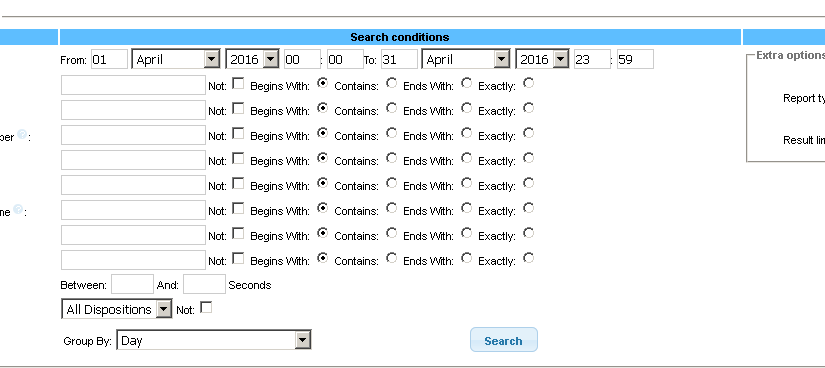 Search conditions
From: 01 April 2016 00 : 00 To: 31 April 2016 23 : 59
Extra options
Not: Begins With: Contains: Ends With: Exactly:
Report ty
Not: Begins With: Contains: Ends With: Exactly:
ber : Not: Begins With: Contains: Ends With: Exactly:
Result lin
Not: Begins With: Contains: Ends With: Exactly:
Not: Begins With: Contains: Ends With: Exactly:
ne : Not: Begins With: Contains: Ends With: Exactly:
Not: Begins With: Contains: Ends With: Exactly:
Not: Begins With: Contains: Ends With: Exactly:
Between: And: Seconds
All Dispositions Not:
Group By: Day Search